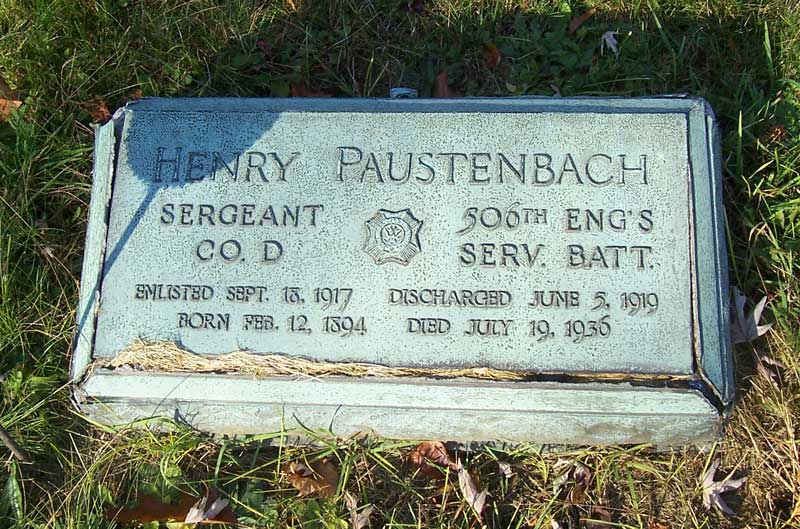 HENRY PAUSTENBACH
SERGEANT 506TH ENG'S
CO. D SERV. BATT.
ENLISTED SEPT. 18, 1917 DISCHARGED JUNE 5, 1919
BORN FEB. 12, 1894 DIED JULY 19, 1936